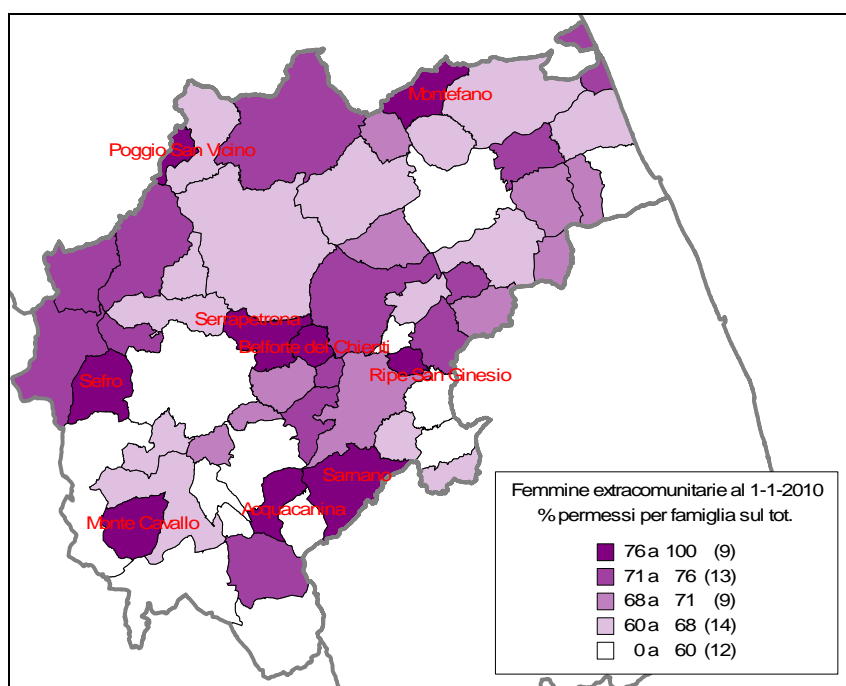 Montefano
Poggio San Vicino
Serrapetrona
Belforte del Chienti
Ripe San Ginesio
Sefro
Sarnano
Acquacanina
Monte Cavallo
Femmine extracomunitarie al 1-1-2010
% permessi per famiglia sul tot.
76 a 100 (9)
71 a 76 (13)
68 a 71 (9)
60 a 68 (14)
0 a 60 (12)